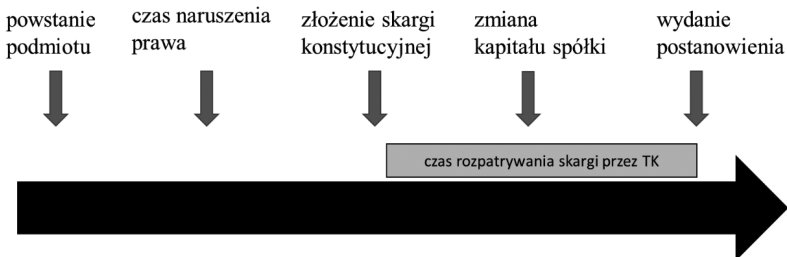 powstanie
podmiotu
czas naruszenia
prawa
złożenie skargi
konstytucyjnej
zmiana
kapitału spółki
wydanie
postanowienia
czas rozpatrywania skargi przez TK